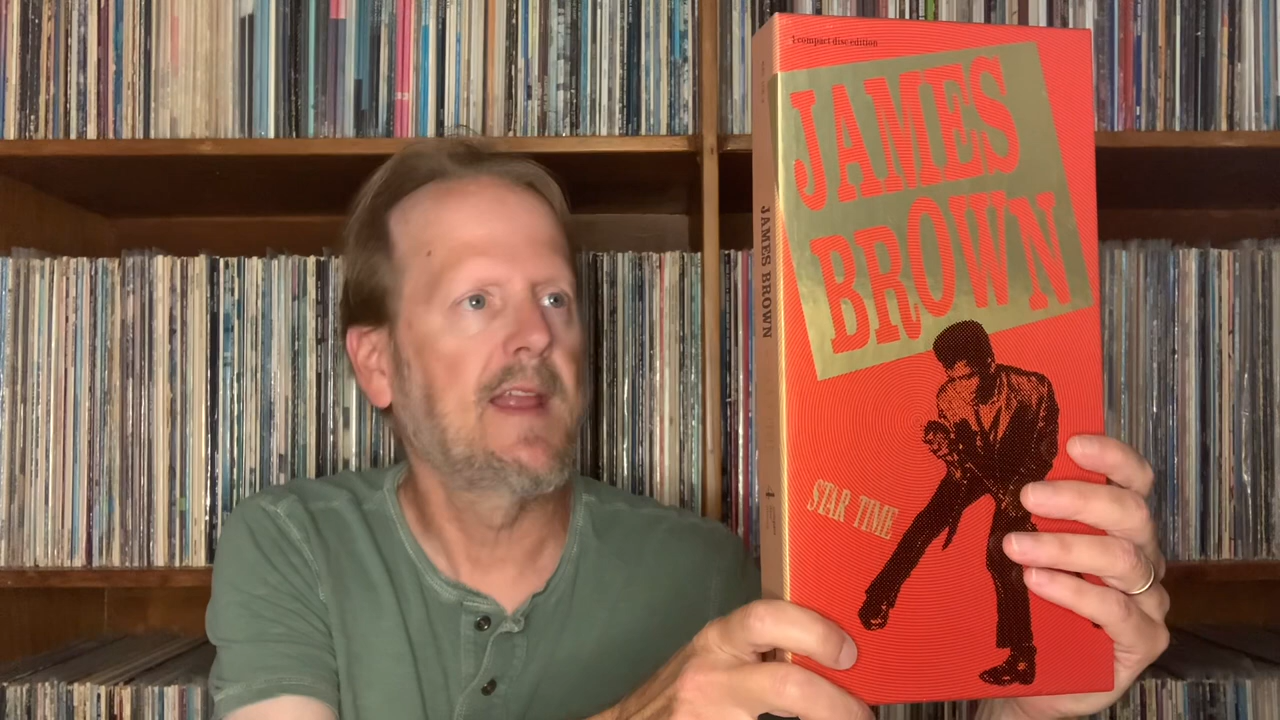 4 compact disc edition
JAMES
BROWN
JAMES BROWN
STAR TIME